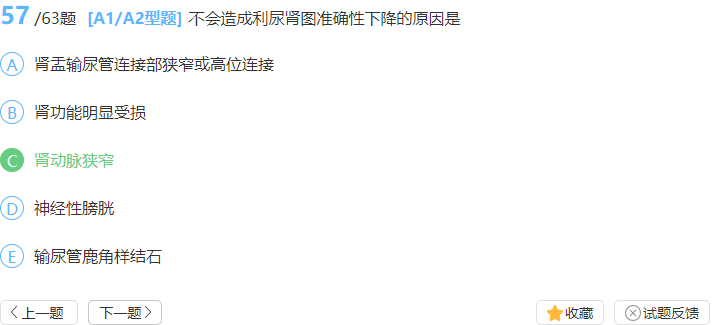 57 /63题 [A1/A2型题] 不会造成利尿肾图准确性下降的原因是
A 肾盂输尿管连接部狭窄或高位连接
B 肾功能明显受损
C 肾动脉狭窄
D 神经性膀胱
E 输尿管鹿角样结石
上一题 下一题 收藏 试题反馈